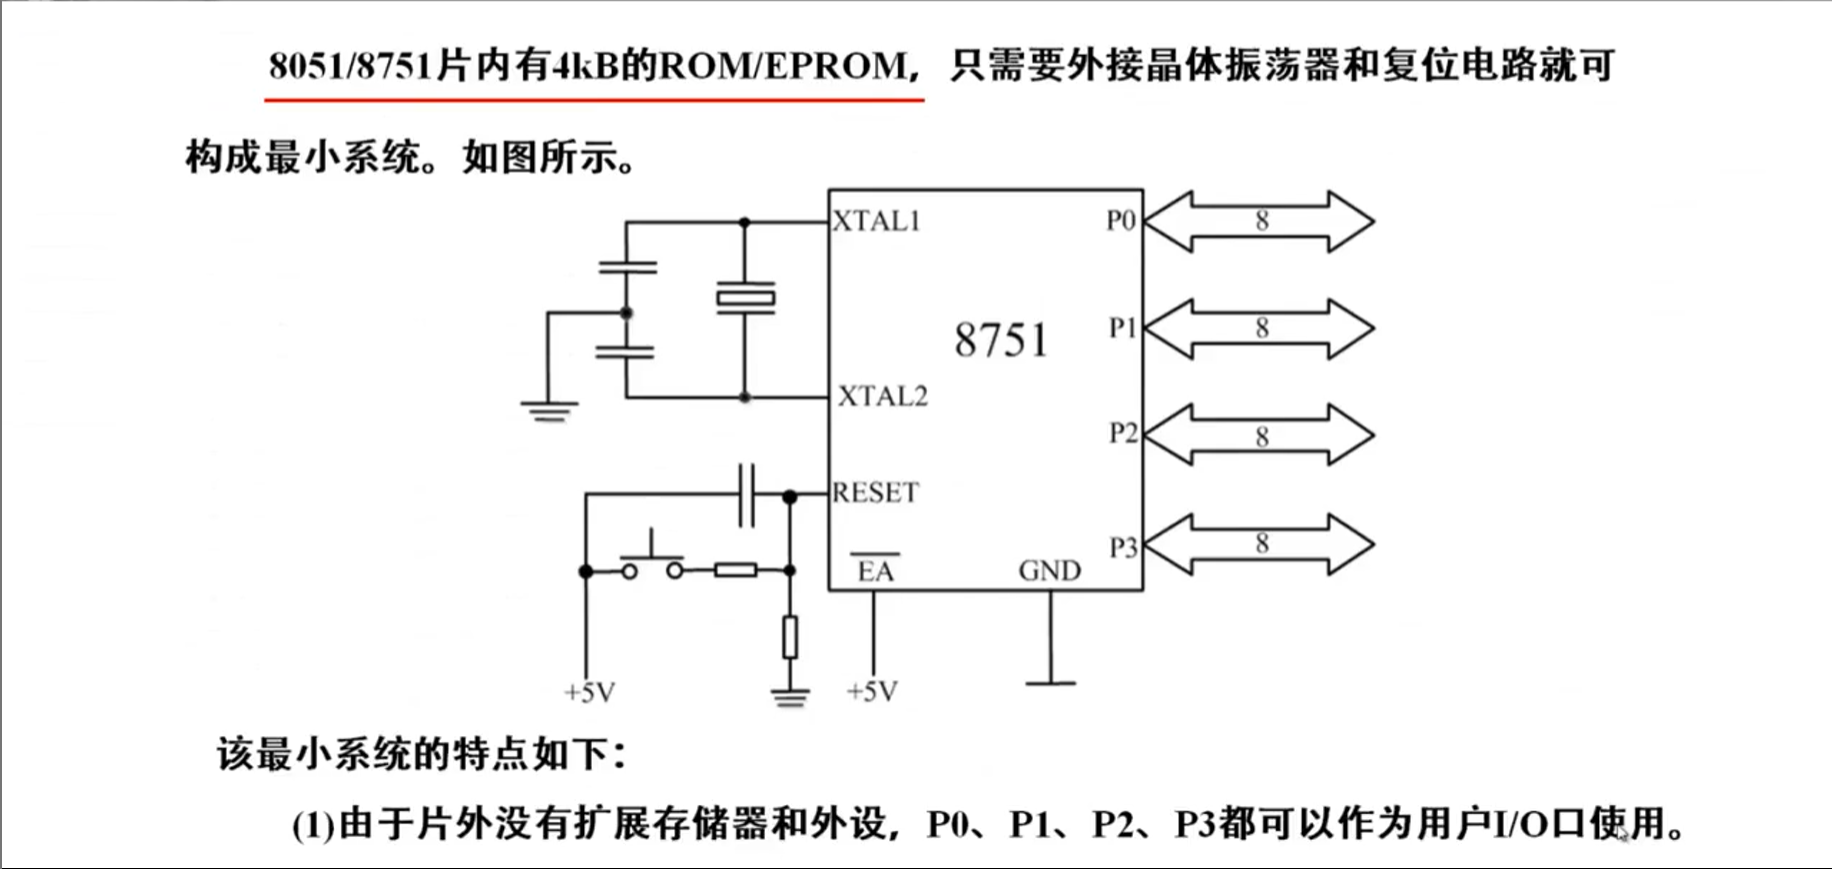 8051/8751片内有4kB的ROM/EPROM，只需要外接晶体振荡器和复位电路就可
构成最小系统。如图所示。
XTAL1
P0
8
8751
P1
8
XTAL2
P2
8
RESET
P3
8
EA
GND
+5V
+5V
该最小系统的特点如下：
(1)由于片外没有扩展存储器和外设，P0、P1、P2、P3都可以作为用户I/O口使用。